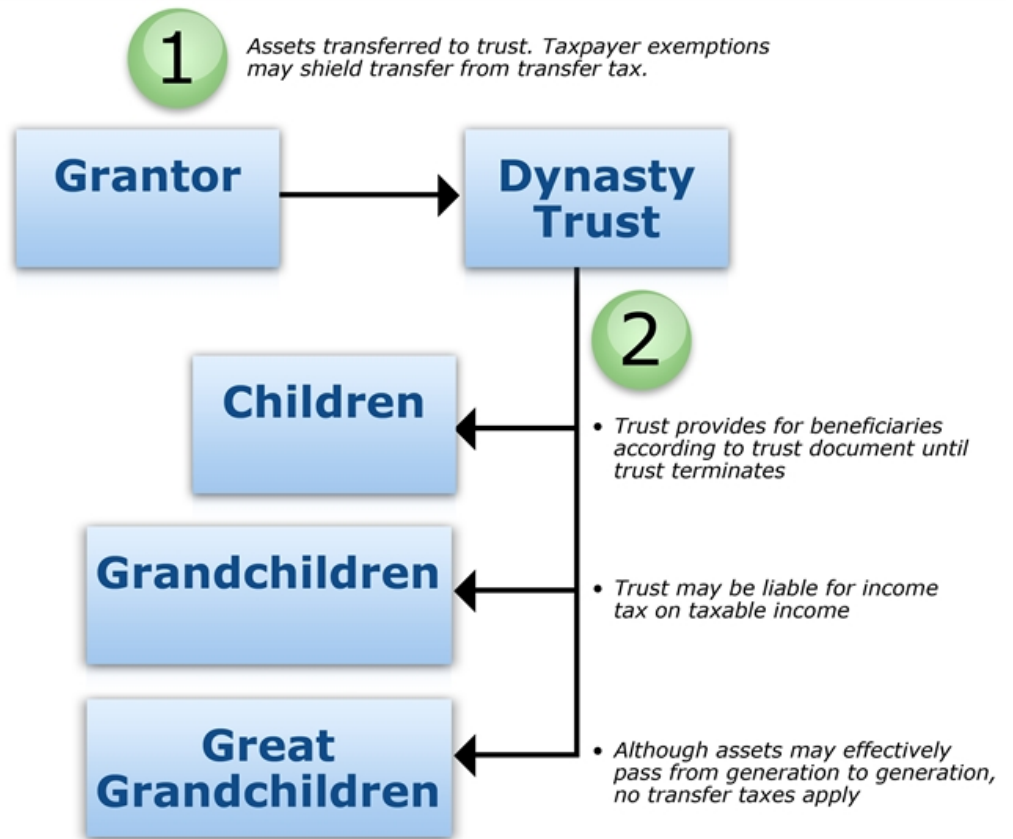 1
Assets transferred to trust. Taxpayer exemptions
may shield transfer from transfer tax.
Grantor
Dynasty
Trust
2
Children
• Trust provides for beneficiaries
according to trust document until
trust terminates
Grandchildren
• Trust may be liable for income
tax on taxable income
Great
Grandchildren
• Although assets may effectively
pass from generation to generation,
no transfer taxes apply